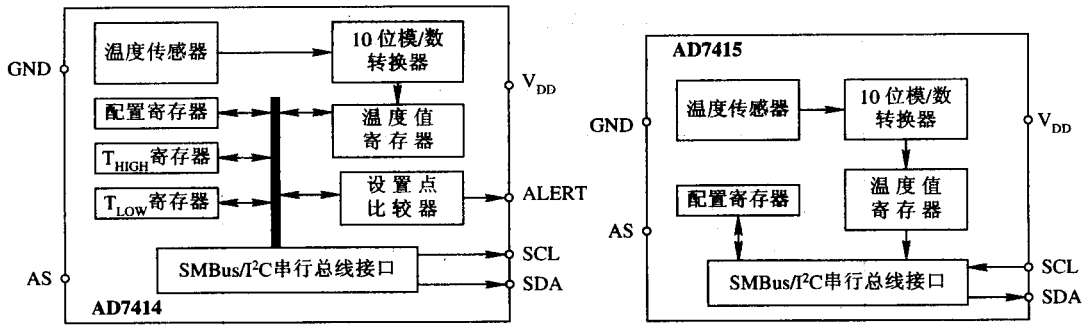 温度传感器
10 位模/数
转换器
GND
V_DD
配置寄存器
温 度 值
寄 存 器
T_HIGH寄存器
T_LOW寄存器
设 置 点
比 较 器
ALERT
SMBus/I²C串行总线接口
SCL
SDA
AS
AD7414
AD7415
温度传感器
10 位模/数
转换器
GND
V_DD
配置寄存器
温 度 值
寄 存 器
AS
SMBus/I²C串行总线接口
SCL
SDA